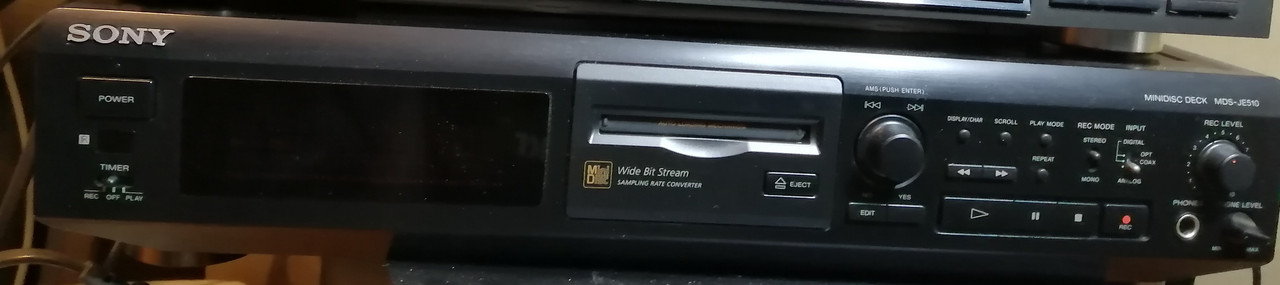 SONY
POWER
R
TIMER
REC OFF PLAY
Mini
Disc
Wide Bit Stream
SAMPLING RATE CONVERTER
EJECT
AMS (PUSH ENTER)
YES
EDIT
MINIDISC DECK MDS-JE510
DISPLAY/CHAR
SCROLL
PLAY MODE
REPEAT
REC MODE
STEREO
MONO
INPUT
DIGITAL
OPT
COAX
ANALOG
REC
REC LEVEL